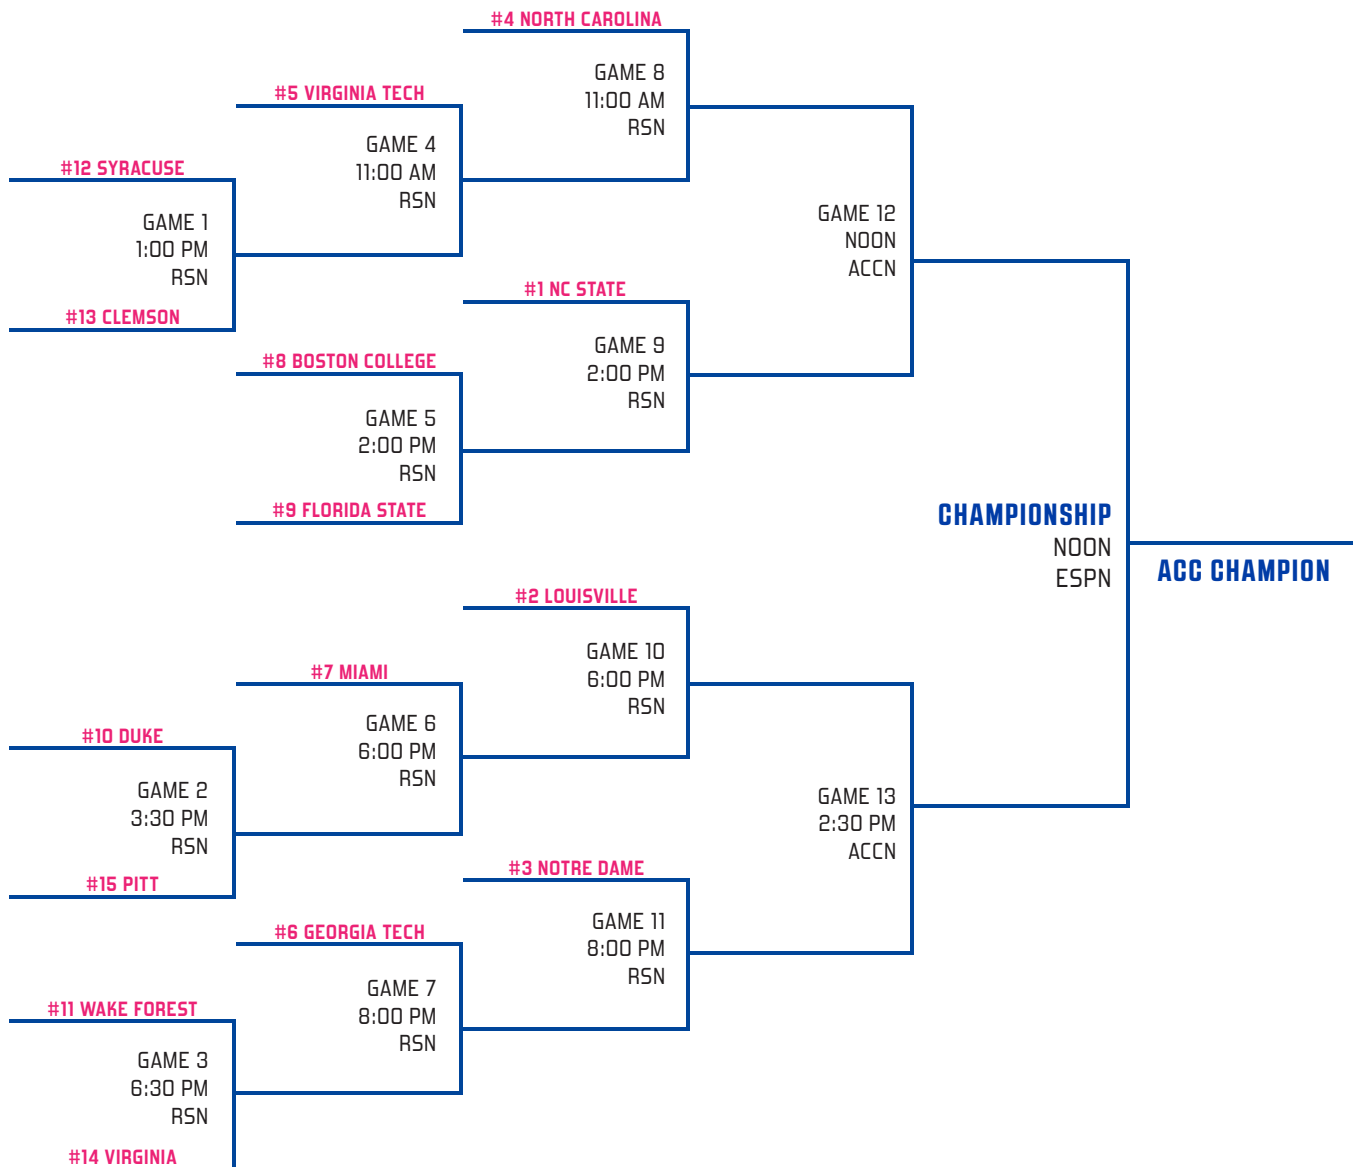 #4 NORTH CAROLINA
GAME 8
11:00 AM
RSN
#5 VIRGINIA TECH
GAME 4
11:00 AM
RSN
#12 SYRACUSE
GAME 1
1:00 PM
RSN
#13 CLEMSON
GAME 12
NOON
ACCN
#1 NC STATE
GAME 9
2:00 PM
RSN
#8 BOSTON COLLEGE
GAME 5
2:00 PM
RSN
#9 FLORIDA STATE
CHAMPIONSHIP
NOON
ESPN
ACC CHAMPION
#2 LOUISVILLE
GAME 10
6:00 PM
RSN
#7 MIAMI
GAME 6
6:00 PM
RSN
#10 DUKE
GAME 2
3:30 PM
RSN
#15 PITT
GAME 13
2:30 PM
ACCN
#3 NOTRE DAME
GAME 11
8:00 PM
RSN
#6 GEORGIA TECH
GAME 7
8:00 PM
RSN
#11 WAKE FOREST
GAME 3
6:30 PM
RSN
#14 VIRGINIA